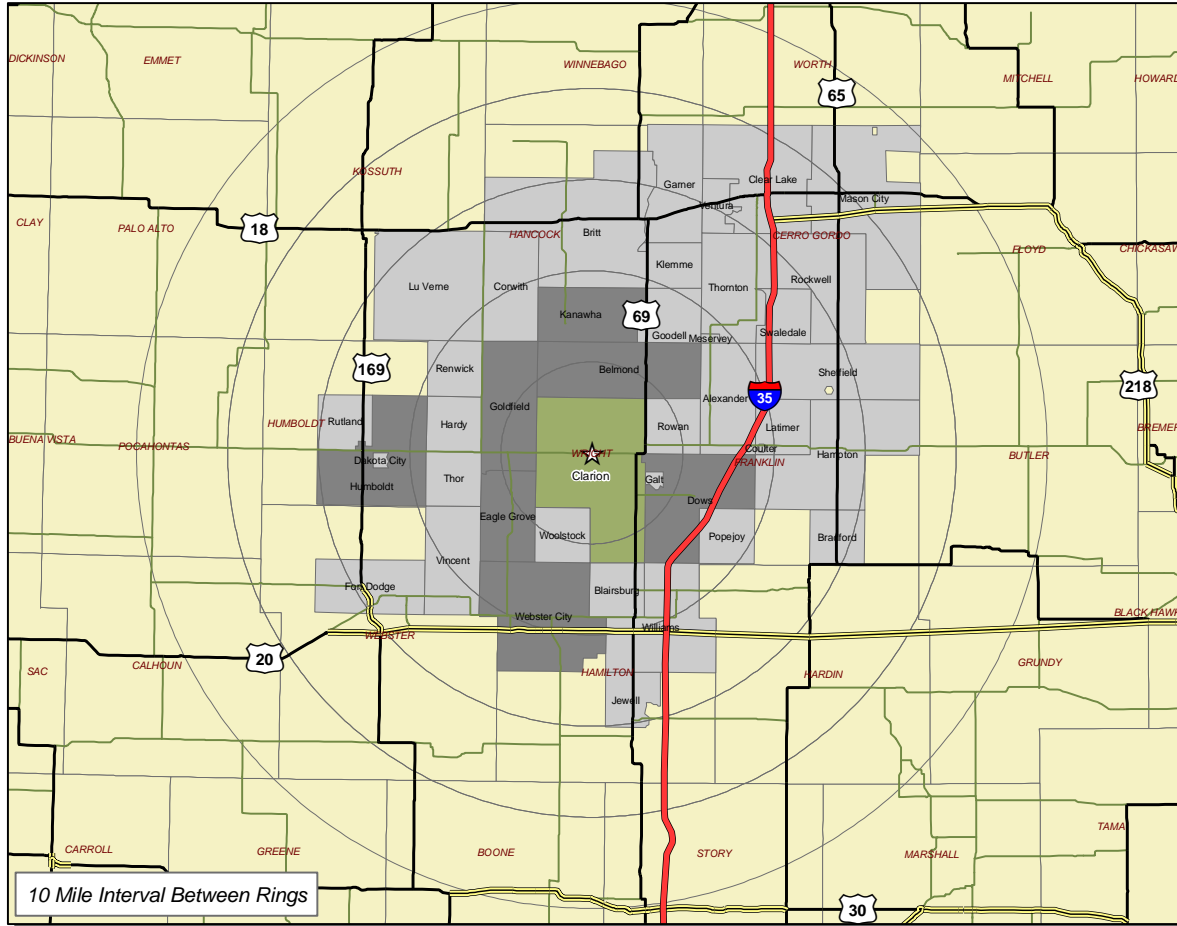 DICKINSON
EMMET
WINNEBAGO
WORTH
MITCHELL
HOWARD
65
KOSSUTH
Garner
Clear Lake
Ventura
Mason City
CLAY
PALO ALTO
18
HANCOCK
Britt
CERRO GORDO
FLOYD
CHICKASAW
Klemme
Lu Verne
Corwith
Thornton
Rockwell
Kanawha
69
Goodell
Meservey
Swaledale
169
Renwick
Belmond
Sheffield
218
35
Alexander
Goldfield
HUMBOLDT
Rutland
Hardy
Rowan
Latimer
BREMER
BUENA VISTA
POCAHONTAS
WRIGHT
Coulter
Hampton
BUTLER
Dakota City
FRANKLIN
Thor
Clarion
Galt
Humboldt
Dows
Eagle Grove
Woolstock
Popejoy
Bradford
Vincent
Fort Dodge
Blairsburg
Webster City
BLACK HAWK
WEBSTER
Williams
20
SAC
CALHOUN
HAMILTON
HARDIN
GRUNDY
Jewell
TAMA
CARROLL
GREENE
BOONE
STORY
MARSHALL
10 Mile Interval Between Rings
30